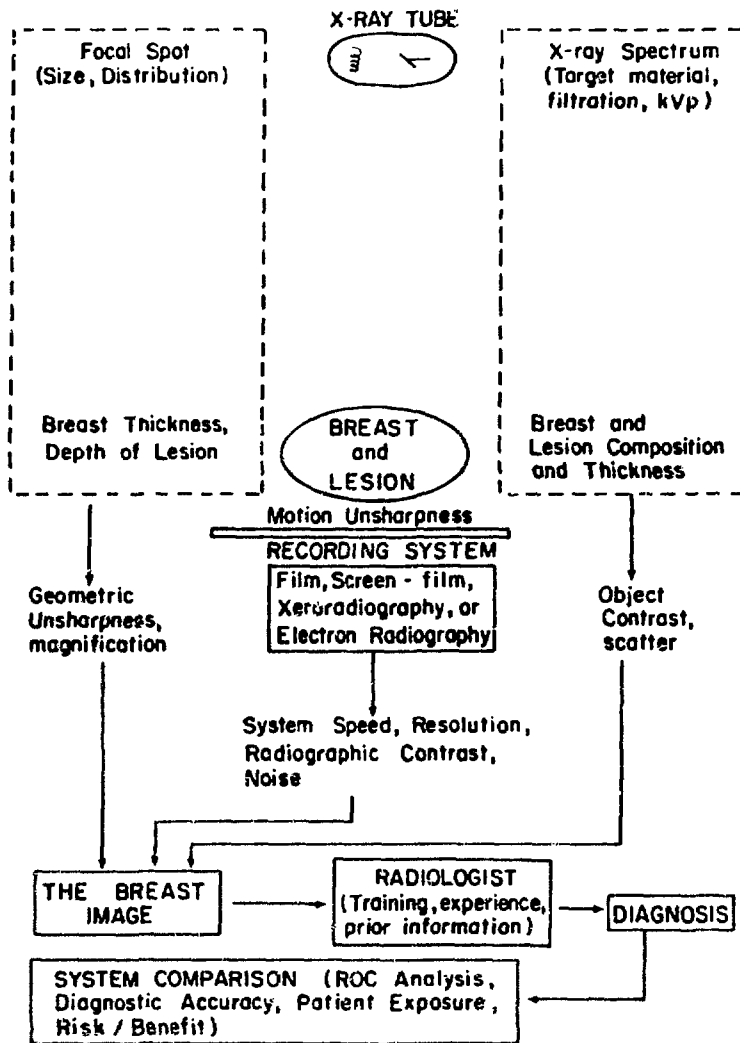 X-RAY TUBE
Focal Spot
(Size, Distribution)
X-ray Spectrum
(Target material,
filtration, kVp)
Breast Thickness,
Depth of Lesion
BREAST
and
LESION
Breast and
Lesion Composition
and Thickness
Motion Unsharpness
RECORDING SYSTEM
Film, Screen-film,
Xeroradiography, or
Electron Radiography
Geometric
Unsharpness,
magnification
Object
Contrast,
scatter
System Speed, Resolution,
Radiographic Contrast,
Noise
THE BREAST
IMAGE
RADIOLOGIST
(Training, experience,
prior information)
DIAGNOSIS
SYSTEM COMPARISON (ROC Analysis,
Diagnostic Accuracy, Patient Exposure,
Risk / Benefit)